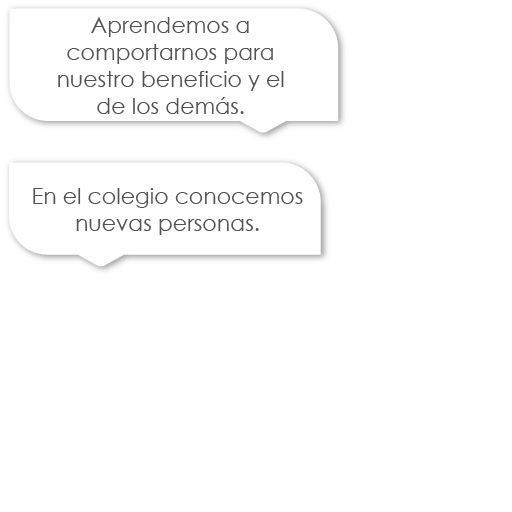 Aprendemos a
comportarnos para
nuestro beneficio y el
de los demás.
En el colegio conocemos
nuevas personas.